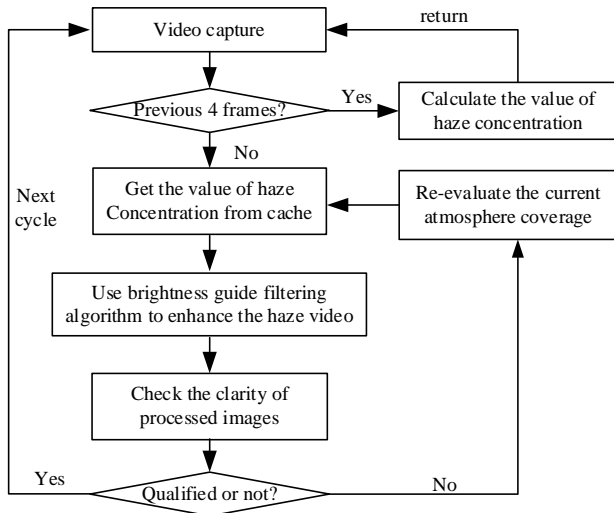 return
Video capture
Previous 4 frames?
Yes
Calculate the value of
haze concentration
No
Get the value of haze
Concentration from cache
Next
cycle
Re-evaluate the current
atmosphere coverage
Use brightness guide filtering
algorithm to enhance the haze video
Check the clarity of
processed images
Yes
Qualified or not?
No